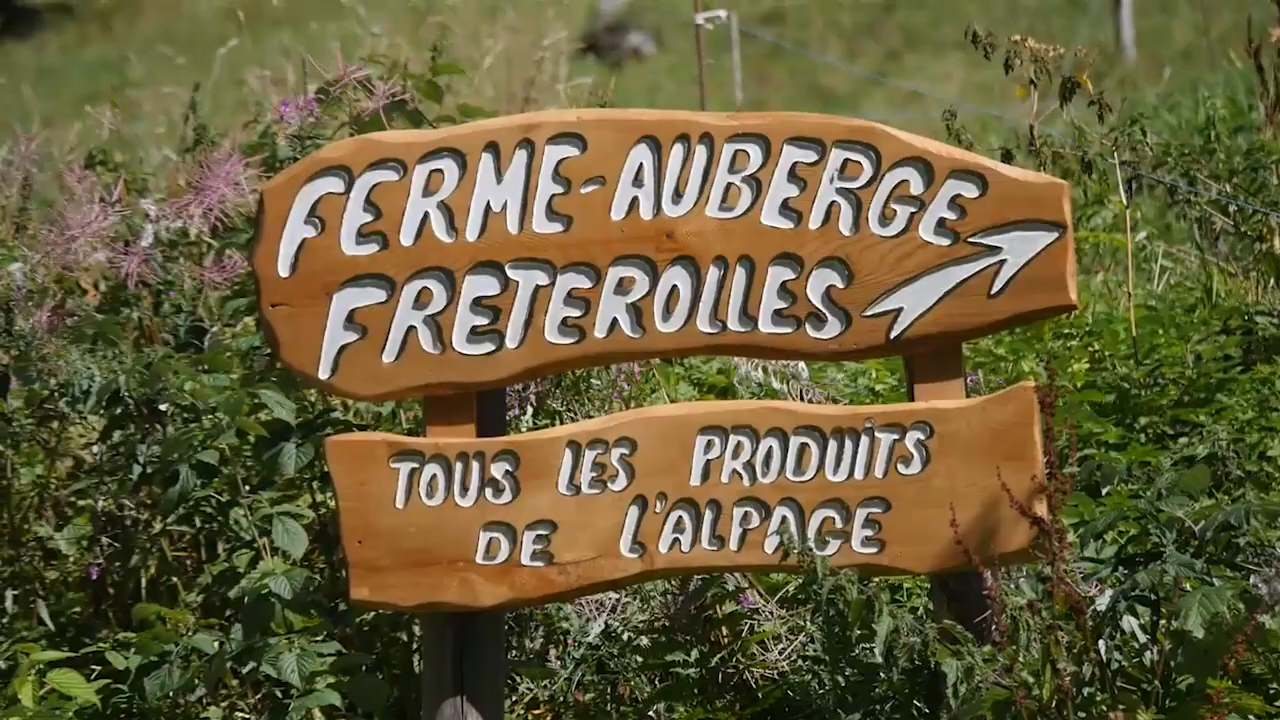 FERME-AUBERGE
FRETEROLLES
TOUS LES PRODUITS
DE L'ALPAGE